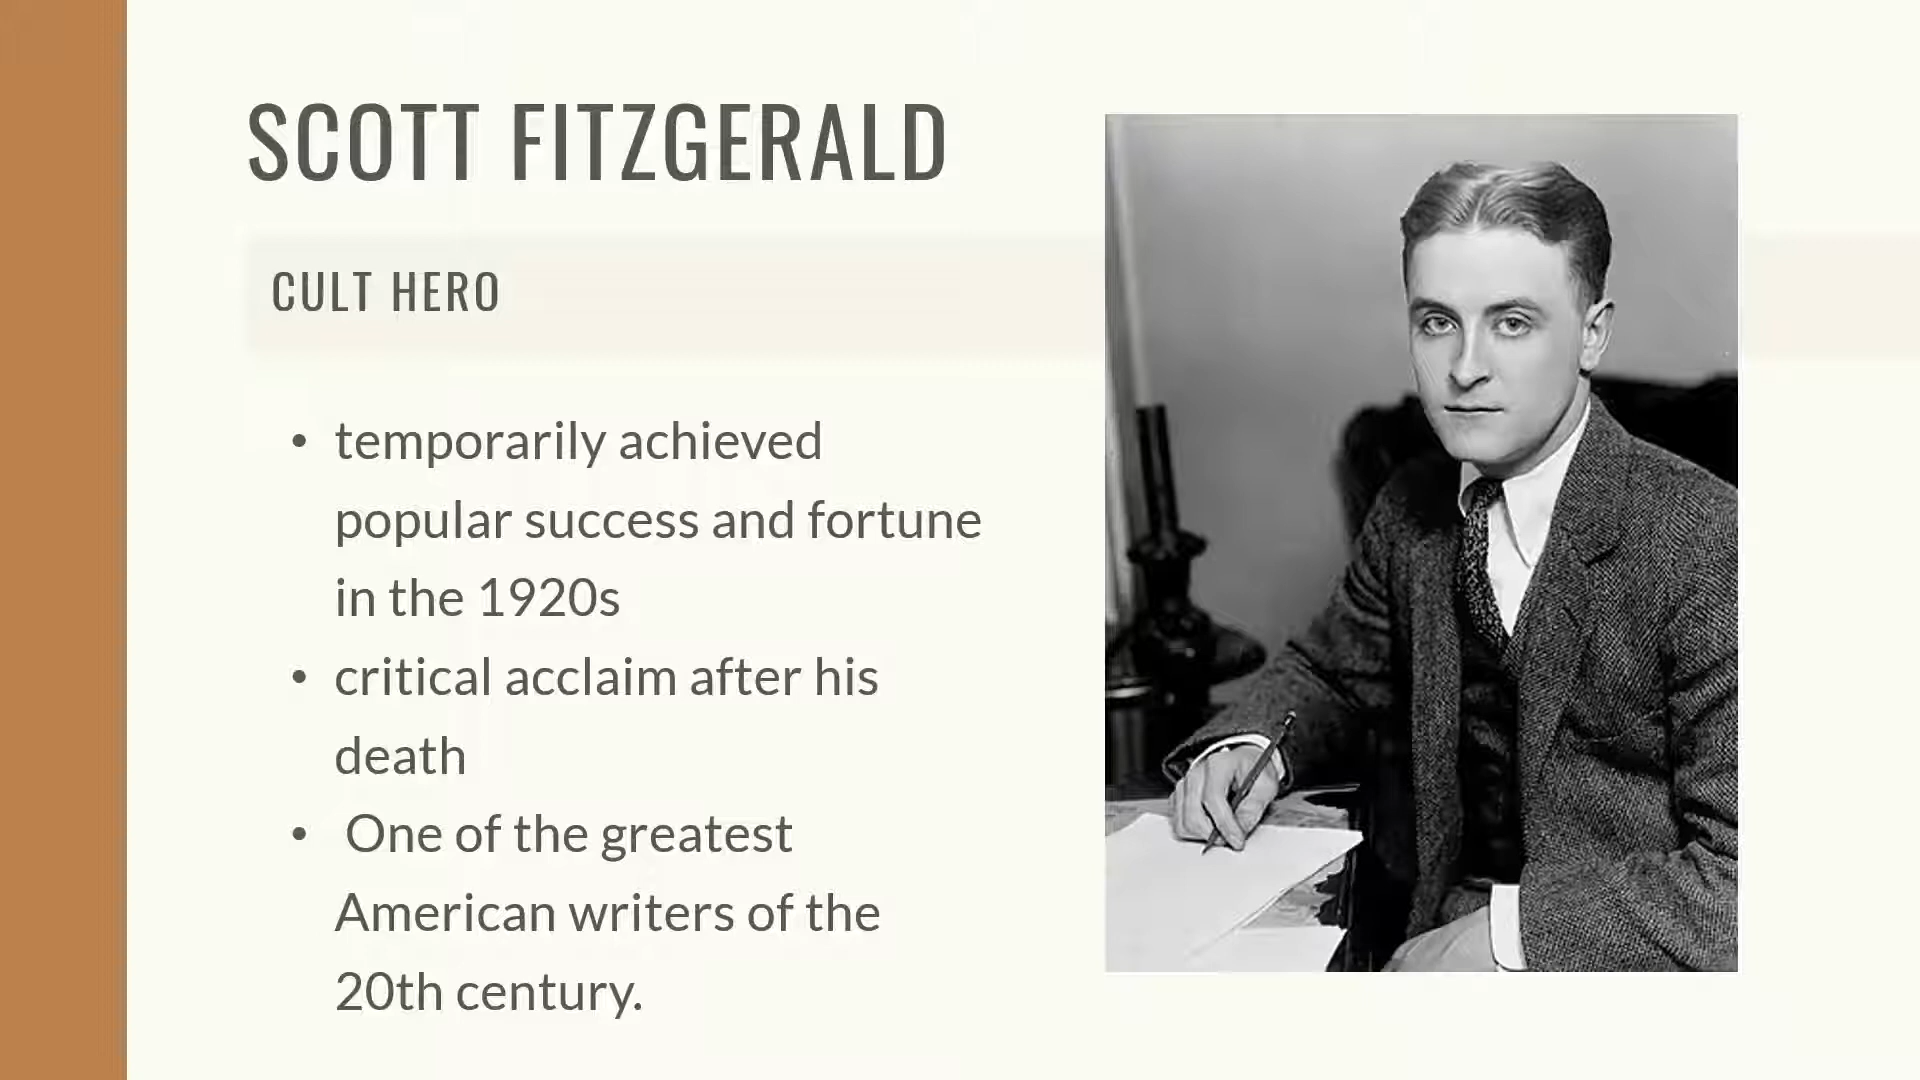 SCOTT FITZGERALD
CULT HERO
• temporarily achieved
popular success and fortune
in the 1920s
• critical acclaim after his
death
• One of the greatest
American writers of the
20th century.